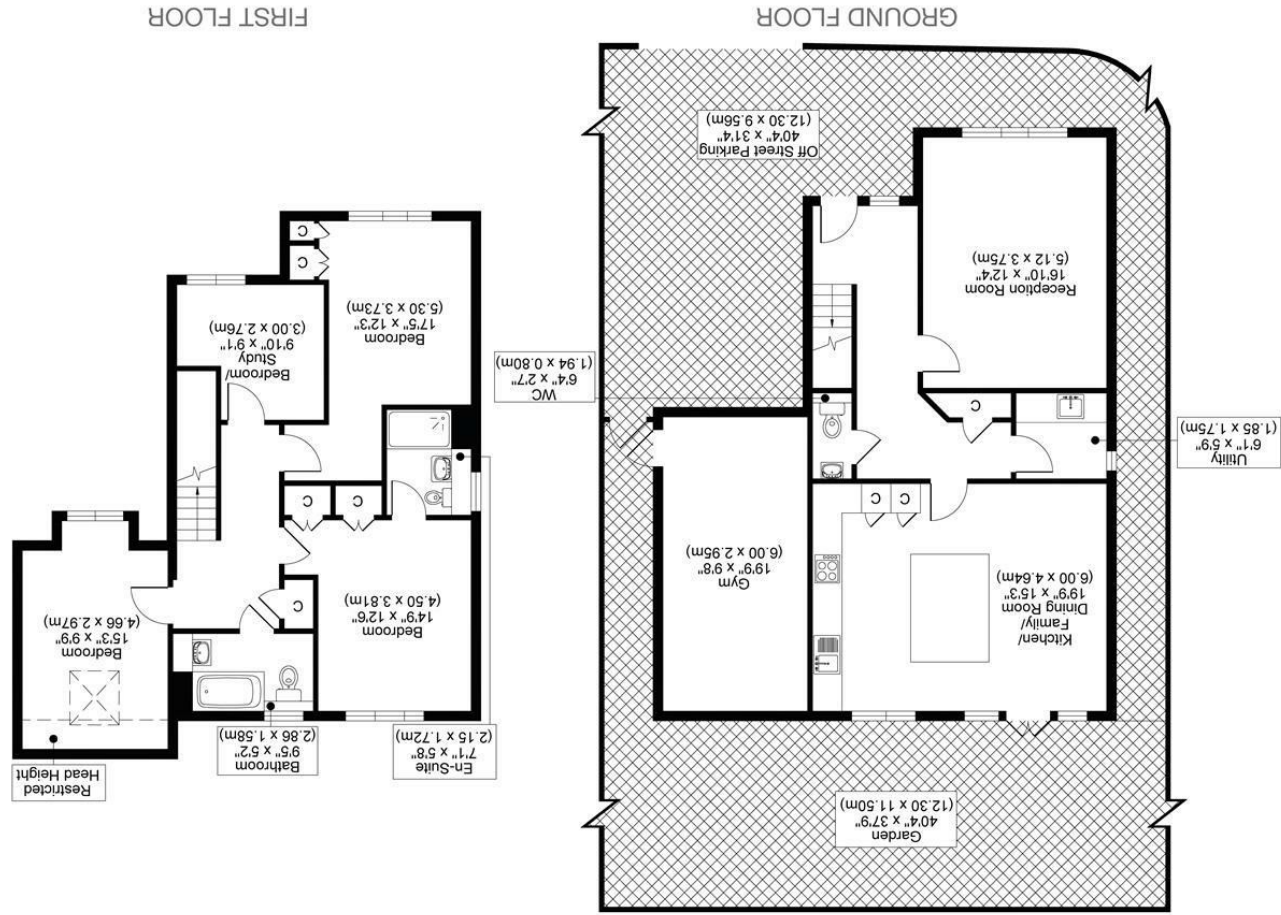 Garden
40'4" x 37'9"
(12.30 x 11.50m)
Kitchen/
Family/
Dining Room
19'9" x 15'3"
(6.00 x 4.64m)
Gym
19'9" x 9'8"
(6.00 x 2.95m)
C
C
Utility
6'1" x 5'9"
(1.85 x 1.75m)
C
WC
6'4" x 2'7"
(1.94 x 0.80m)
Reception Room
16'10" x 12'4"
(5.12 x 3.75m)
Off Street Parking
40'4" x 31'4"
(12.30 x 9.56m)
GROUND FLOOR
Restricted
Head Height
Bathroom
9'5" x 5'2"
(2.86 x 1.58m)
En-Suite
7'1" x 5'8"
(2.15 x 1.72m)
Bedroom
15'3" x 9'9"
(4.66 x 2.97m)
C
Bedroom
14'9" x 12'6"
(4.50 x 3.81m)
C
C
Bedroom/
Study
9'10" x 9'1"
(3.00 x 2.76m)
Bedroom
17'5" x 12'3"
(5.30 x 3.73m)
C
C
FIRST FLOOR